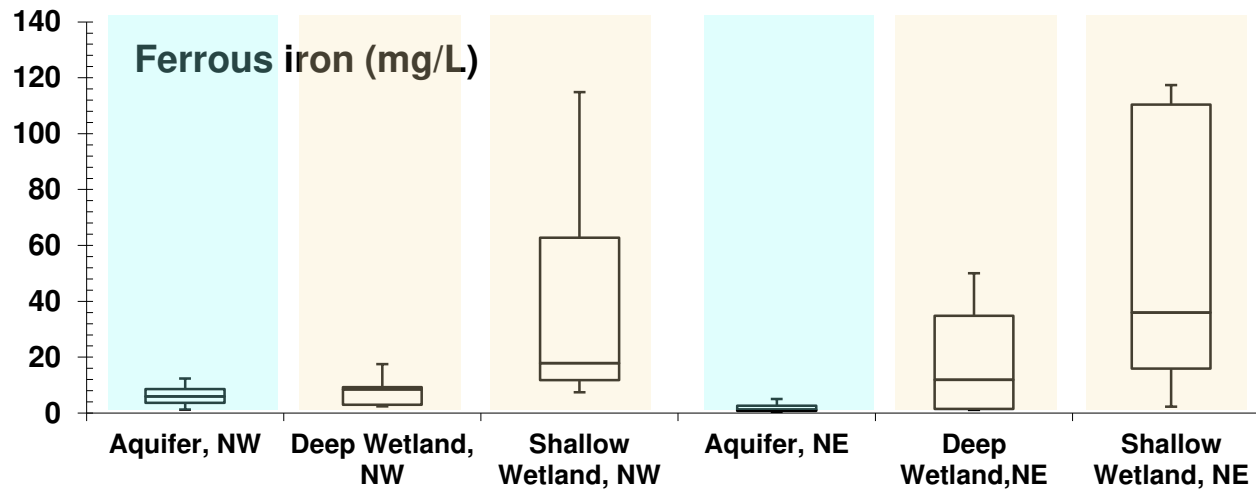 Ferrous iron (mg/L)
140
120
100
80
60
40
20
0
Aquifer, NW
Deep Wetland,
NW
Shallow
Wetland, NW
Aquifer, NE
Deep
Wetland,NE
Shallow
Wetland, NE